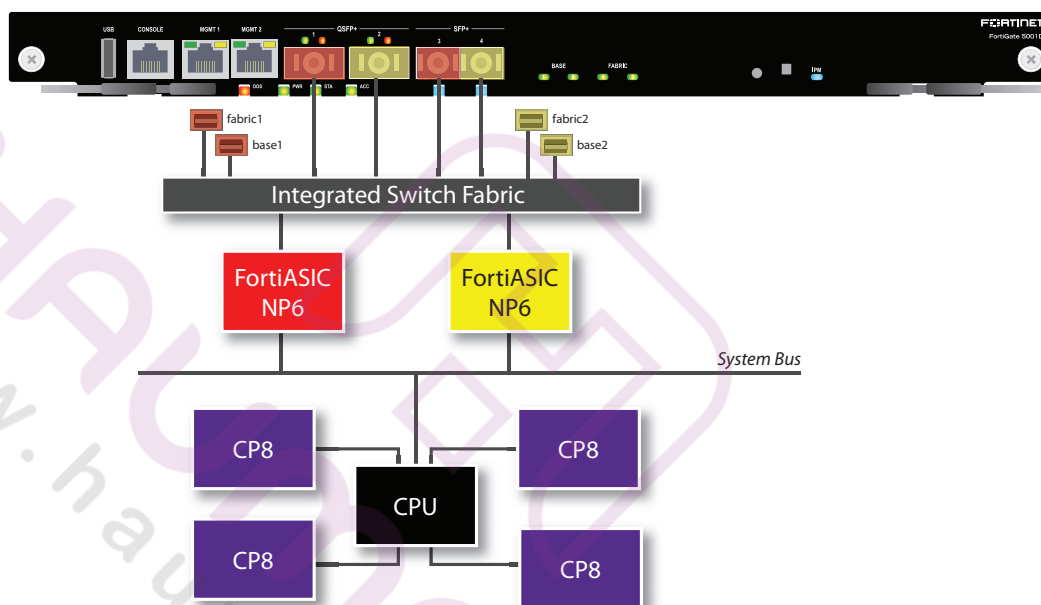 FORTINET
FortiGate 5001D
USB
CONSOLE
MGMT 1
MGMT 2
QSFP+
1
2
SFP+
3
4
BASE
FABRIC
IPM
OOS
PWR
STA
ACC
fabric1
base1
fabric2
base2
Integrated Switch Fabric
FortiASIC
NP6
FortiASIC
NP6
System Bus
CP8
CP8
CPU
CP8
CP8
w.hau